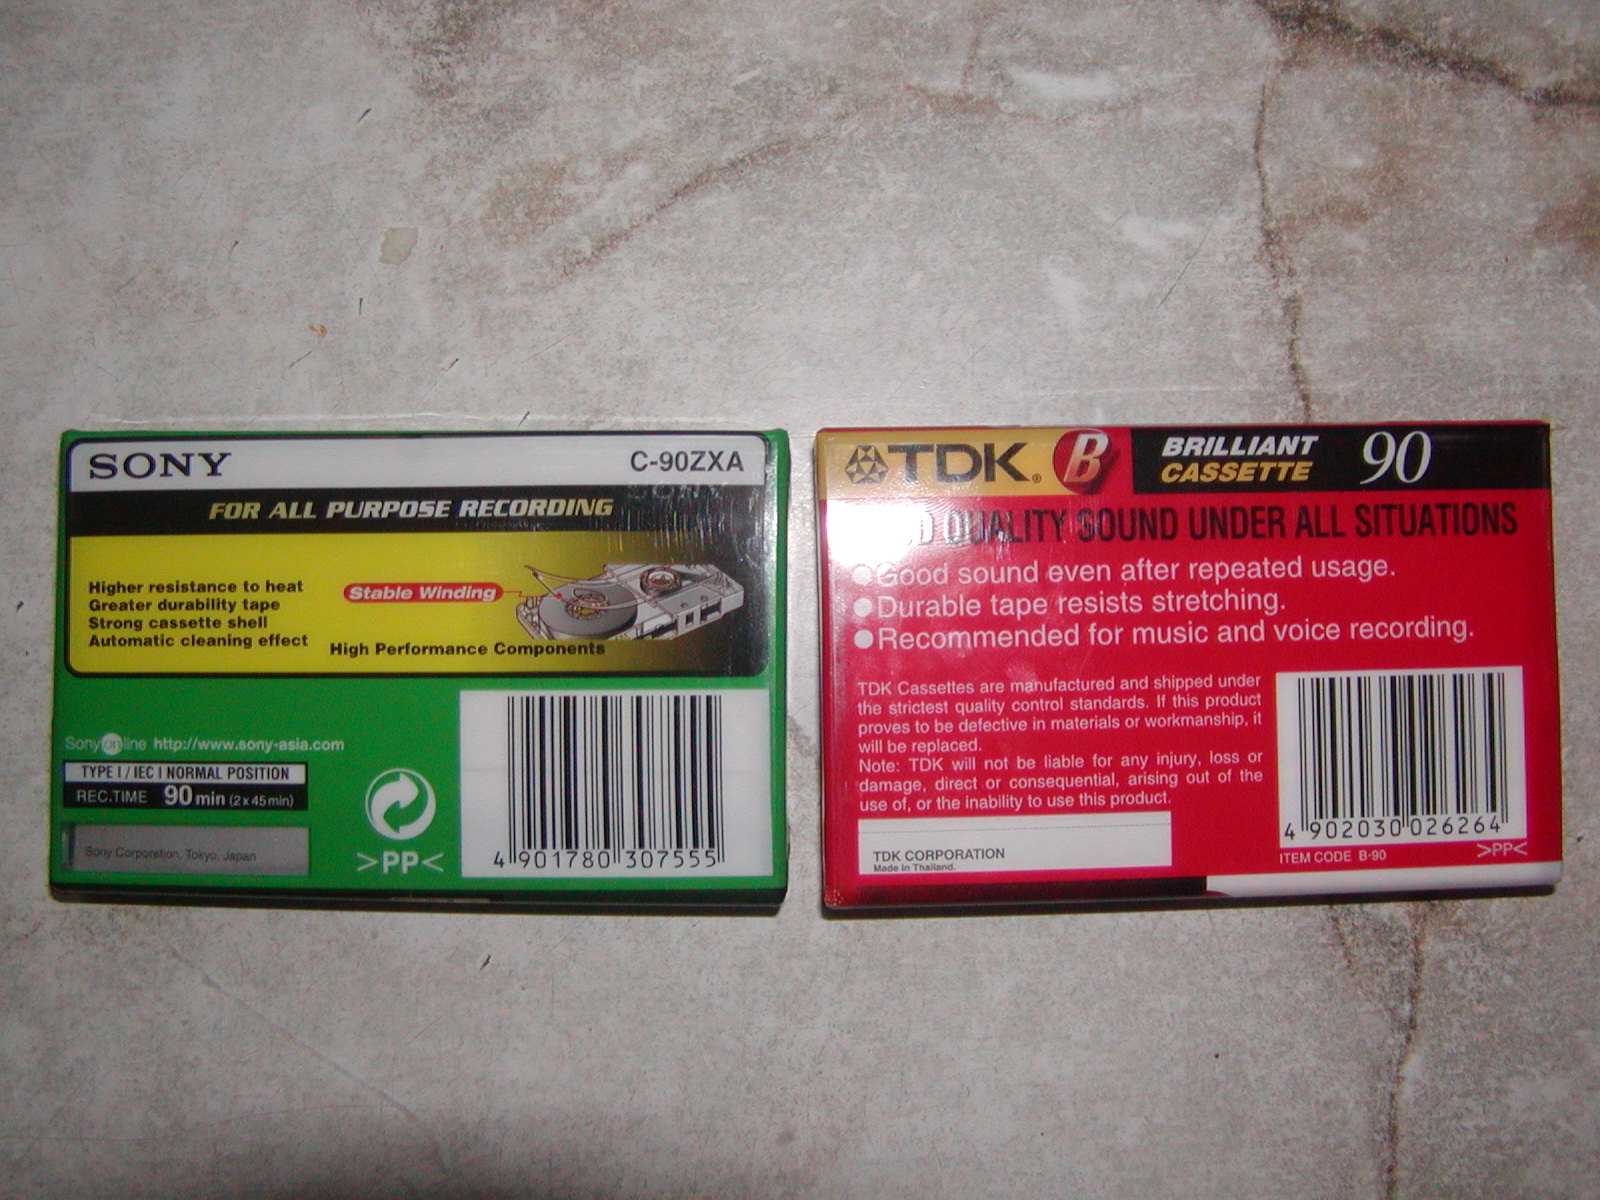 SONY
C-90ZXA
FOR ALL PURPOSE RECORDING
Higher resistance to heat
Greater durability tape
Strong cassette shell
Automatic cleaning effect
Stable Winding
High Performance Components
Sony online http://www.sony-asia.com
TYPE I / IEC I NORMAL POSITION
REC.TIME 90 min (2 x 45 min)
Sony Corporation, Tokyo, Japan
>PP<
4 901780 307555
TDK B BRILLIANT
CASSETTE 90
QUALITY SOUND UNDER ALL SITUATIONS
●Good sound even after repeated usage.
●Durable tape resists stretching.
●Recommended for music and voice recording.
TDK Cassettes are manufactured and shipped under
the strictest quality control standards. If this product
proves to be defective in materials or workmanship, it
will be replaced.
Note: TDK will not be liable for any injury, loss or
damage, direct or consequential, arising out of the
use of, or the inability to use this product.
TDK CORPORATION
Made in Thailand.
4 902030 026264
ITEM CODE B-90
>PP<